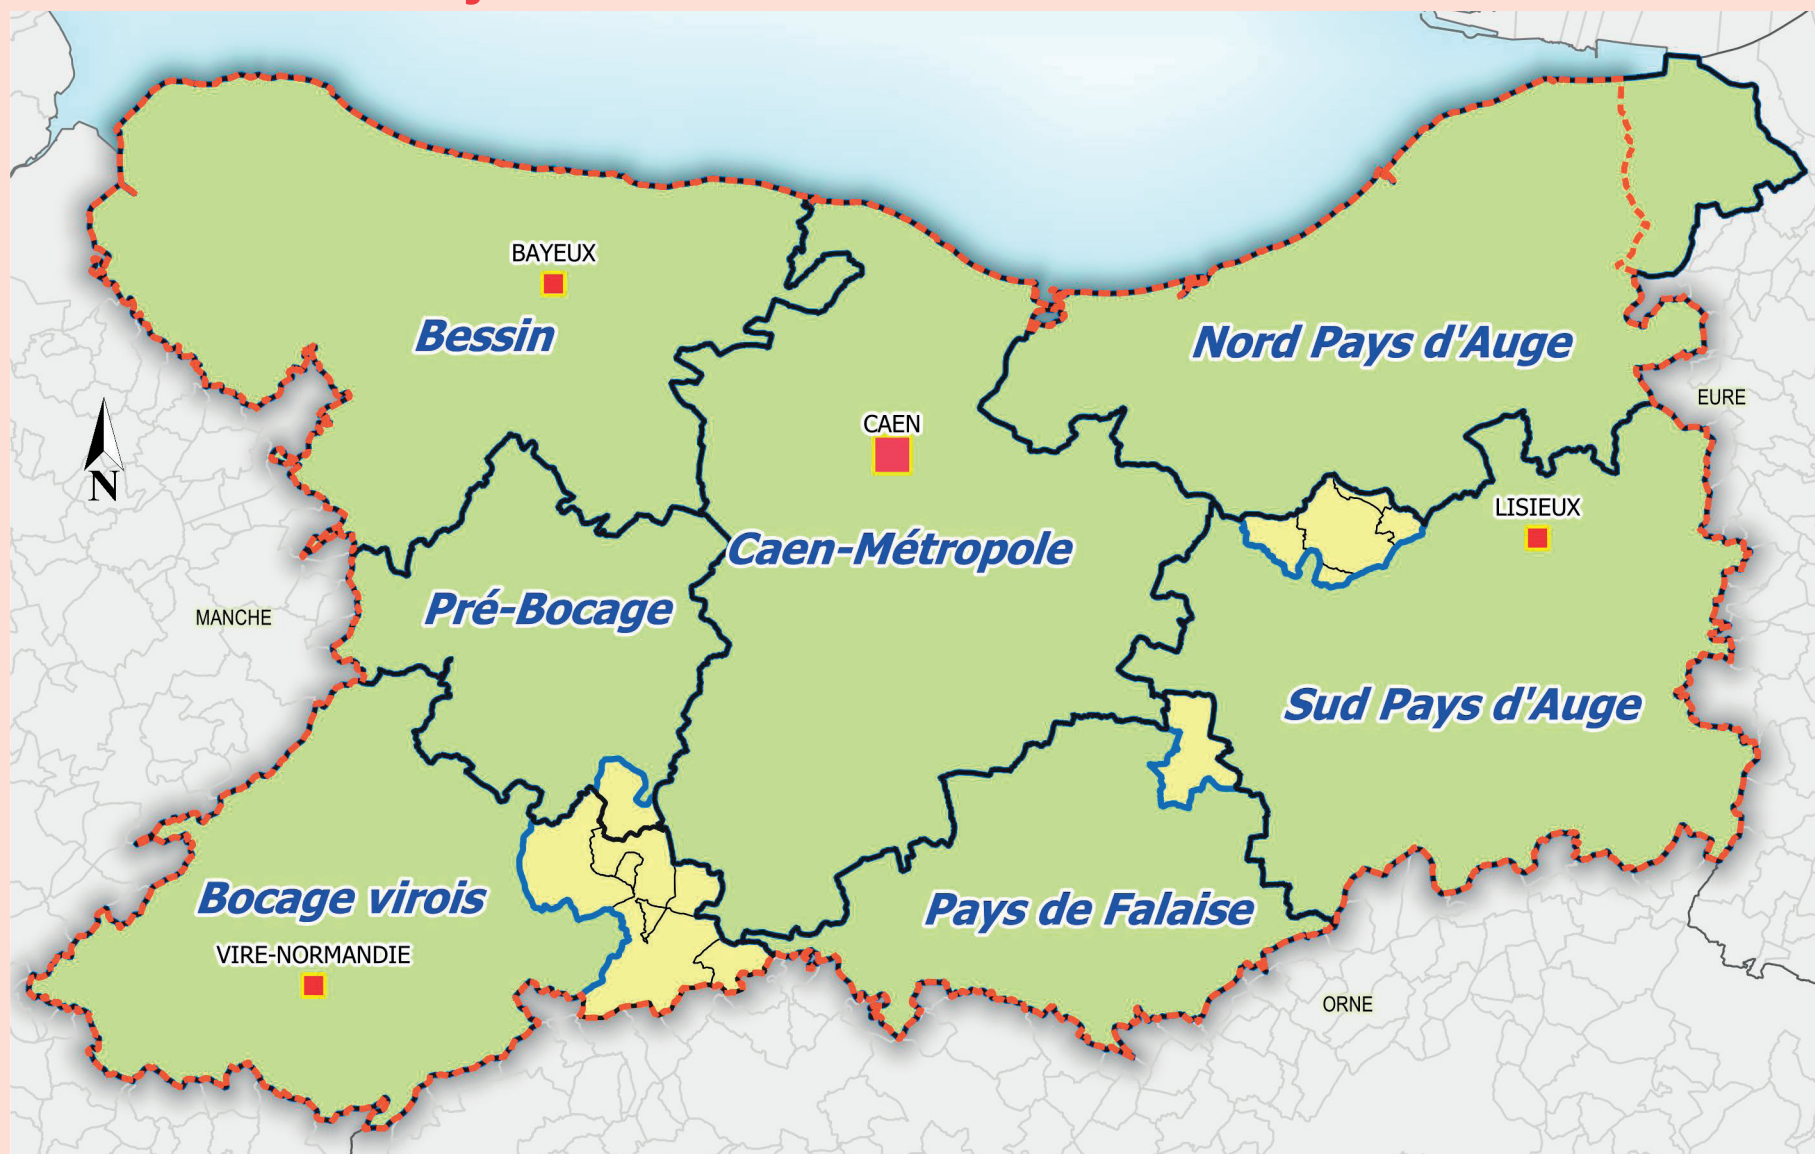 BAYEUX
Bessin
Nord Pays d'Auge
EURE
CAEN
N
LISIEUX
Caen-Métropole
Pré-Bocage
MANCHE
Sud Pays d'Auge
Bocage virois
Pays de Falaise
VIRE-NORMANDIE
ORNE